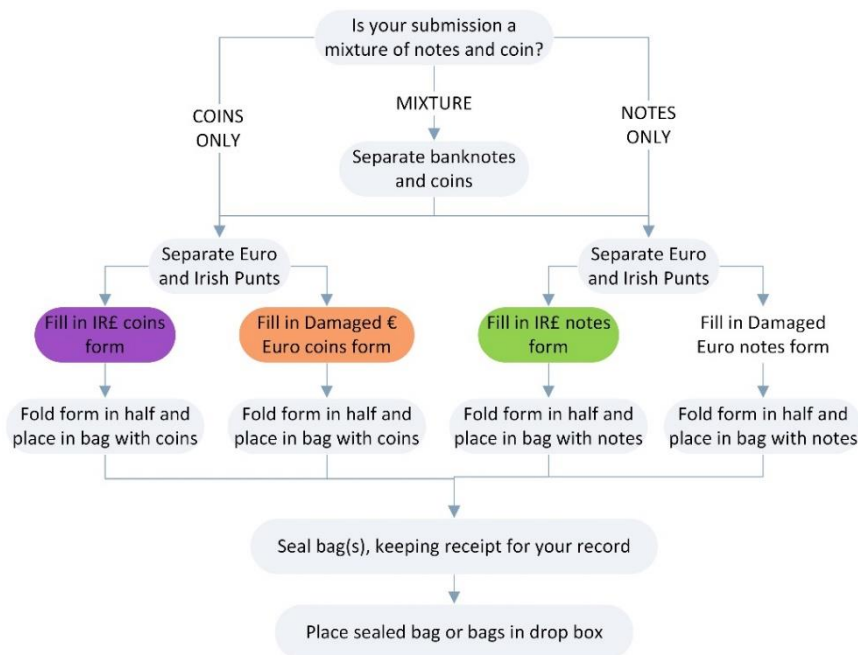 Is your submission a
mixture of notes and coin?
COINS
ONLY
MIXTURE
NOTES
ONLY
Separate banknotes
and coins
Separate Euro
and Irish Punts
Separate Euro
and Irish Punts
Fill in IR£ coins
form
Fill in Damaged €
Euro coins form
Fill in IR£ notes
form
Fill in Damaged
Euro notes form
Fold form in half and
place in bag with coins
Fold form in half and
place in bag with coins
Fold form in half and
place in bag with notes
Fold form in half and
place in bag with notes
Seal bag(s), keeping receipt for your record
Place sealed bag or bags in drop box